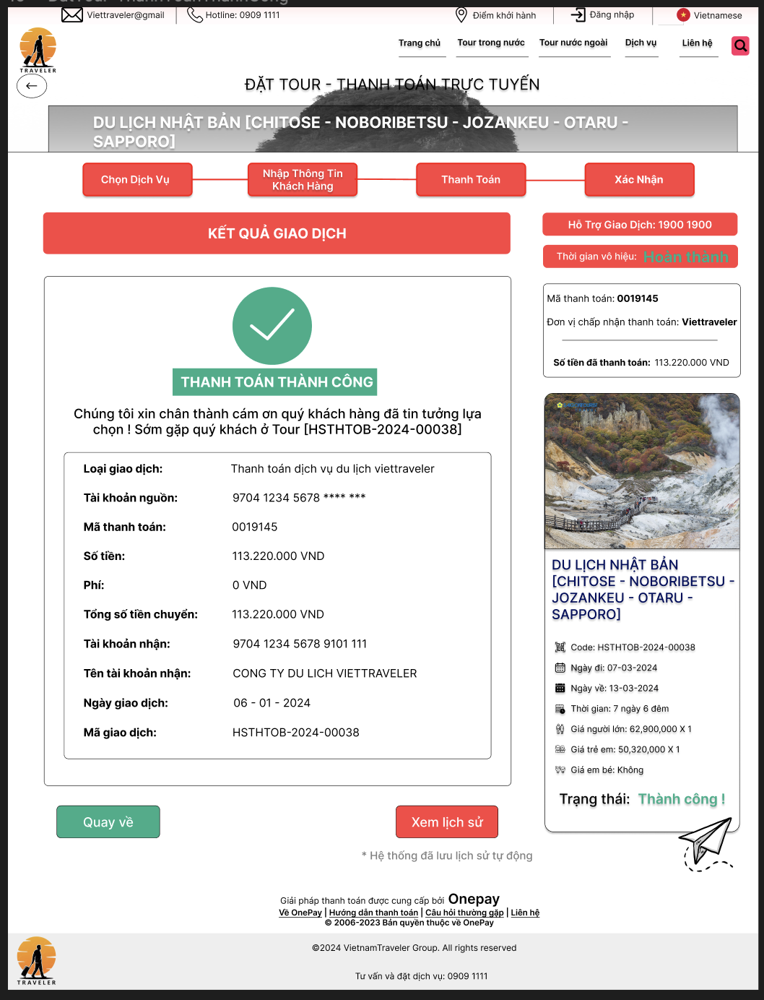 Viettraveler@gmail
Hotline: 0909 1111
Điểm khởi hành
Đăng nhập
Vietnamese
TRAVELER
Trang chủ
Tour trong nước
Tour nước ngoài
Dịch vụ
Liên hệ
ĐẶT TOUR - THANH TOÁN TRỰC TUYẾN
DU LỊCH NHẬT BẢN [CHITOSE - NOBORIBETSU - JOZANKEU - OTARU -
SAPPORO]
Chọn Dịch Vụ
Nhập Thông Tin
Khách Hàng
Thanh Toán
Xác Nhận
KẾT QUẢ GIAO DỊCH
Hỗ Trợ Giao Dịch: 1900 1900
Thời gian vô hiệu: Hoàn thành
Mã thanh toán: 0019145
Đơn vị chấp nhận thanh toán: Viettraveler
Số tiền đã thanh toán: 113.220.000 VND
THANH TOÁN THÀNH CÔNG
Chúng tôi xin chân thành cám ơn quý khách hàng đã tin tưởng lựa
chọn ! Sớm gặp quý khách ở Tour [HSTHTOB-2024-00038]
Loại giao dịch: Thanh toán dịch vụ du lịch viettraveler
Tài khoản nguồn: 9704 1234 5678 **** ***
Mã thanh toán: 0019145
Số tiền: 113.220.000 VND
Phí: 0 VND
Tổng số tiền chuyển: 113.220.000 VND
Tài khoản nhận: 9704 1234 5678 9101 111
Tên tài khoản nhận: CONG TY DU LICH VIETTRAVELER
Ngày giao dịch: 06 - 01 - 2024
Mã giao dịch: HSTHTOB-2024-00038
DU LỊCH NHẬT BẢN
[CHITOSE - NOBORIBETSU -
JOZANKEU - OTARU -
SAPPORO]
Code: HSTHTOB-2024-00038
Ngày đi: 07-03-2024
Ngày về: 13-03-2024
Thời gian: 7 ngày 6 đêm
Giá người lớn: 62,900,000 X 1
Giá trẻ em: 50,320,000 X 1
Giá em bé: Không
Trạng thái: Thành công !
Quay về
Xem lịch sử
* Hệ thống đã lưu lịch sử tự động
Giải pháp thanh toán được cung cấp bởi Onepay
Về OnePay | Hướng dẫn thanh toán | Câu hỏi thường gặp | Liên hệ
© 2006-2023 Bản quyền thuộc về OnePay
TRAVELER
©2024 VietnamTraveler Group. All rights reserved
Tư vấn và đặt dịch vụ: 0909 1111